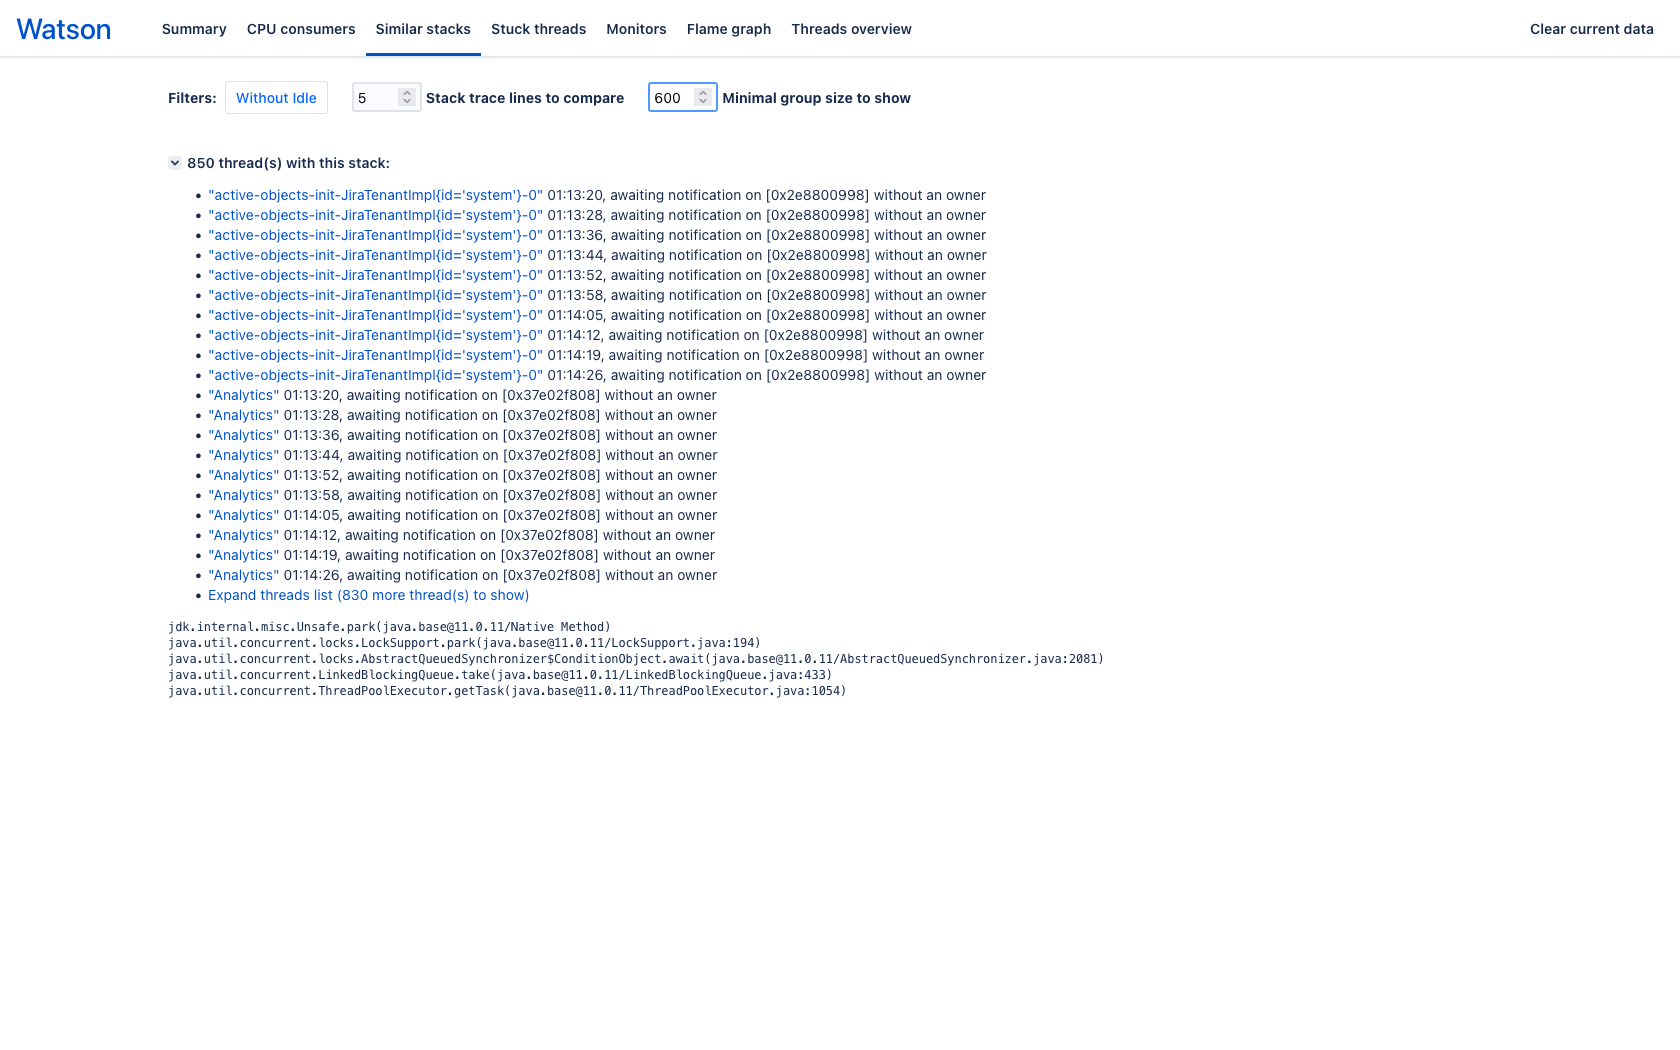 Watson
Summary CPU consumers Similar stacks Stuck threads Monitors Flame graph Threads overview Clear current data
Filters: Without Idle 5 Stack trace lines to compare 600 Minimal group size to show
850 thread(s) with this stack:
• "active-objects-init-JiraTenantImpl{id='system'}-0" 01:13:20, awaiting notification on [0x2e8800998] without an owner
• "active-objects-init-JiraTenantImpl{id='system'}-0" 01:13:28, awaiting notification on [0x2e8800998] without an owner
• "active-objects-init-JiraTenantImpl{id='system'}-0" 01:13:36, awaiting notification on [0x2e8800998] without an owner
• "active-objects-init-JiraTenantImpl{id='system'}-0" 01:13:44, awaiting notification on [0x2e8800998] without an owner
• "active-objects-init-JiraTenantImpl{id='system'}-0" 01:13:52, awaiting notification on [0x2e8800998] without an owner
• "active-objects-init-JiraTenantImpl{id='system'}-0" 01:13:58, awaiting notification on [0x2e8800998] without an owner
• "active-objects-init-JiraTenantImpl{id='system'}-0" 01:14:05, awaiting notification on [0x2e8800998] without an owner
• "active-objects-init-JiraTenantImpl{id='system'}-0" 01:14:12, awaiting notification on [0x2e8800998] without an owner
• "active-objects-init-JiraTenantImpl{id='system'}-0" 01:14:19, awaiting notification on [0x2e8800998] without an owner
• "active-objects-init-JiraTenantImpl{id='system'}-0" 01:14:26, awaiting notification on [0x2e8800998] without an owner
• "Analytics" 01:13:20, awaiting notification on [0x37e02f808] without an owner
• "Analytics" 01:13:28, awaiting notification on [0x37e02f808] without an owner
• "Analytics" 01:13:36, awaiting notification on [0x37e02f808] without an owner
• "Analytics" 01:13:44, awaiting notification on [0x37e02f808] without an owner
• "Analytics" 01:13:52, awaiting notification on [0x37e02f808] without an owner
• "Analytics" 01:13:58, awaiting notification on [0x37e02f808] without an owner
• "Analytics" 01:14:05, awaiting notification on [0x37e02f808] without an owner
• "Analytics" 01:14:12, awaiting notification on [0x37e02f808] without an owner
• "Analytics" 01:14:19, awaiting notification on [0x37e02f808] without an owner
• "Analytics" 01:14:26, awaiting notification on [0x37e02f808] without an owner
• Expand threads list (830 more thread(s) to show)
jdk.internal.misc.Unsafe.park(java.base@11.0.11/Native Method)
java.util.concurrent.locks.LockSupport.park(java.base@11.0.11/LockSupport.java:194)
java.util.concurrent.locks.AbstractQueuedSynchronizer$ConditionObject.await(java.base@11.0.11/AbstractQueuedSynchronizer.java:2081)
java.util.concurrent.LinkedBlockingQueue.take(java.base@11.0.11/LinkedBlockingQueue.java:433)
java.util.concurrent.ThreadPoolExecutor.getTask(java.base@11.0.11/ThreadPoolExecutor.java:1054)